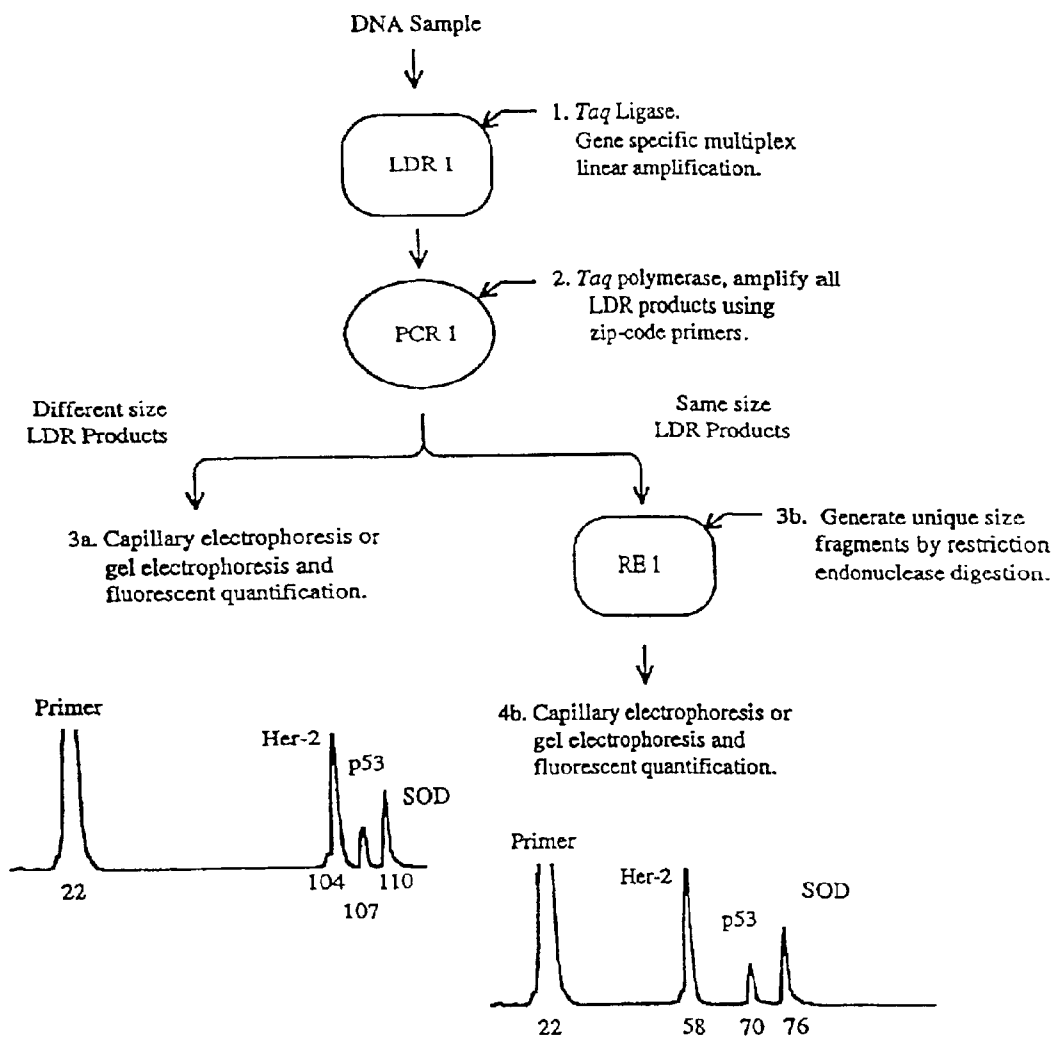 DNA Sample
LDR 1
1. Taq Ligase.
Gene specific multiplex
linear amplification.
PCR 1
2. Taq polymerase, amplify all
LDR products using
zip-code primers.
Different size
LDR Products
Same size
LDR Products
3a. Capillary electrophoresis or
gel electrophoresis and
fluorescent quantification.
RE 1
3b. Generate unique size
fragments by restriction
endonuclease digestion.
4b. Capillary electrophoresis or
gel electrophoresis and
fluorescent quantification.
Primer
Her-2
p53
SOD
22
104
107
110
Primer
Her-2
p53
SOD
22
58
70
76